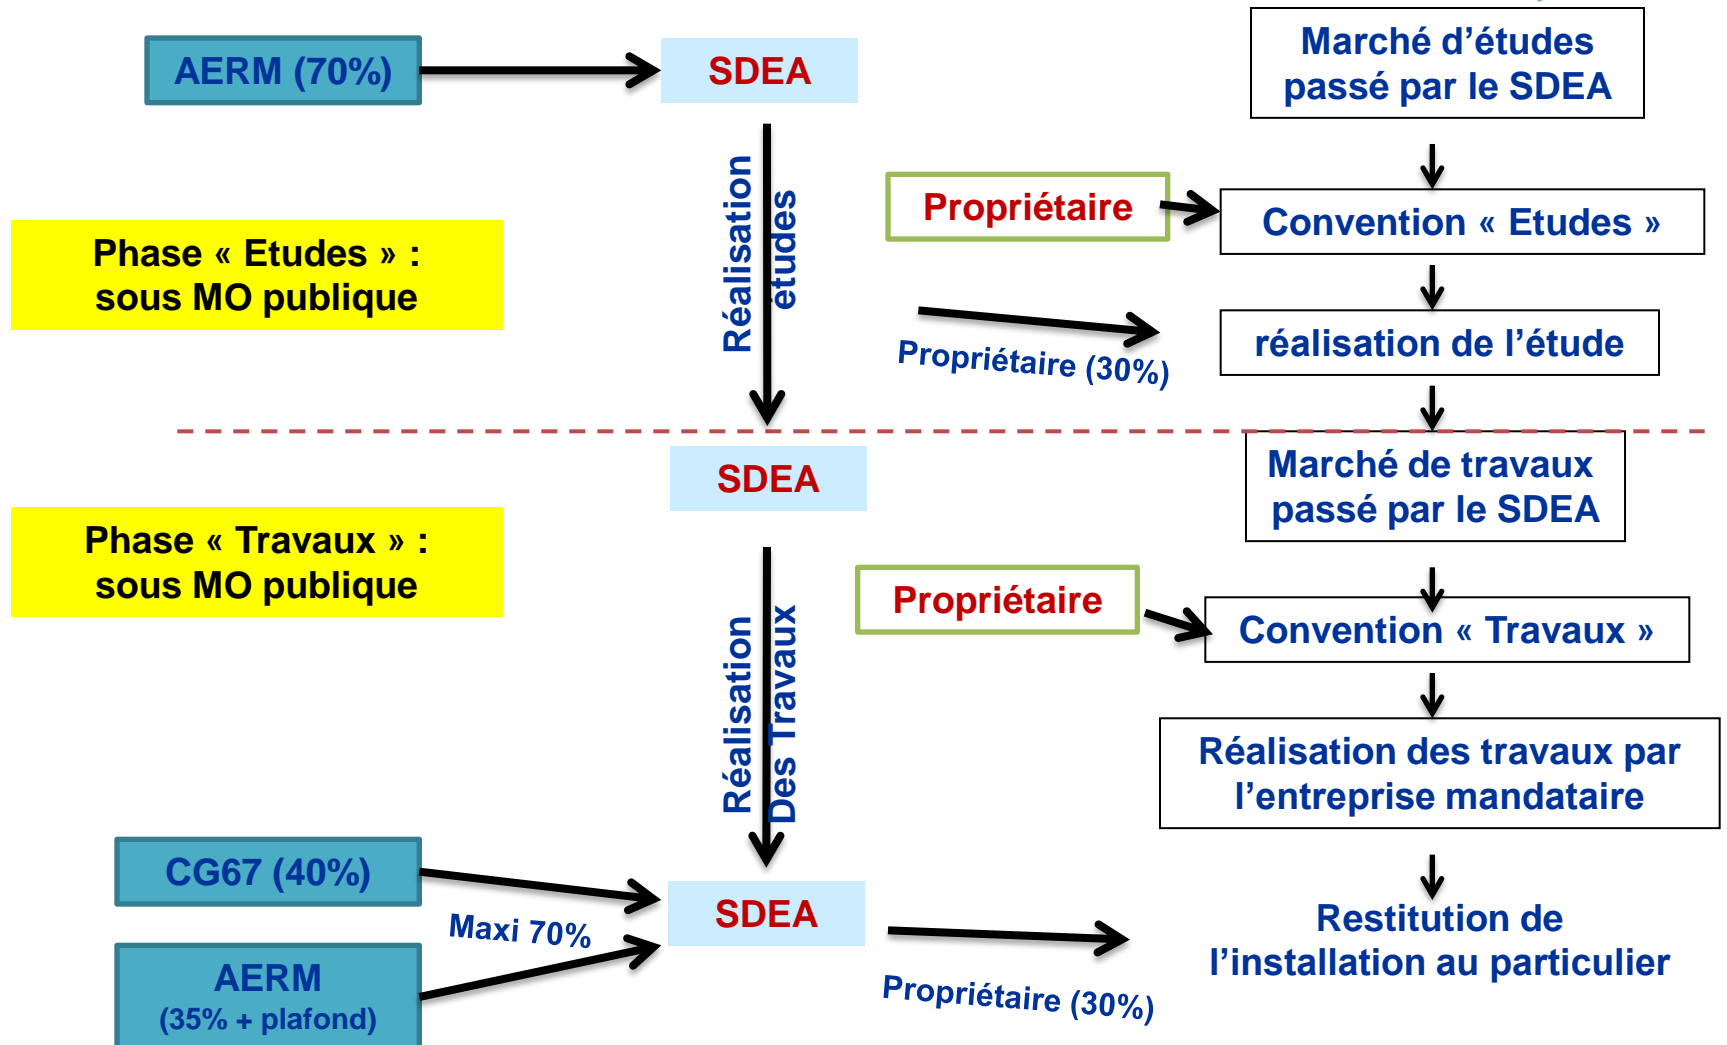 AERM (70%)
SDEA
Marché d’études
passé par le SDEA
Réalisation
études
Propriétaire
Convention « Etudes »
Phase « Etudes » :
sous MO publique
Propriétaire (30%)
réalisation de l’étude
SDEA
Marché de travaux
passé par le SDEA
Phase « Travaux » :
sous MO publique
Propriétaire
Convention « Travaux »
Réalisation
Des Travaux
Réalisation des travaux par
l’entreprise mandataire
CG67 (40%)
Maxi 70%
AERM
(35% + plafond)
SDEA
Propriétaire (30%)
Restitution de
l’installation au particulier